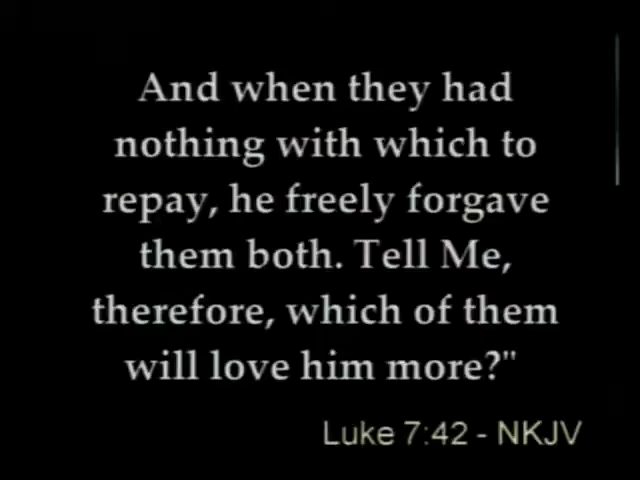 And when they had
nothing with which to
repay, he freely forgave
them both. Tell Me,
therefore, which of them
will love him more?"
Luke 7:42 - NKJV